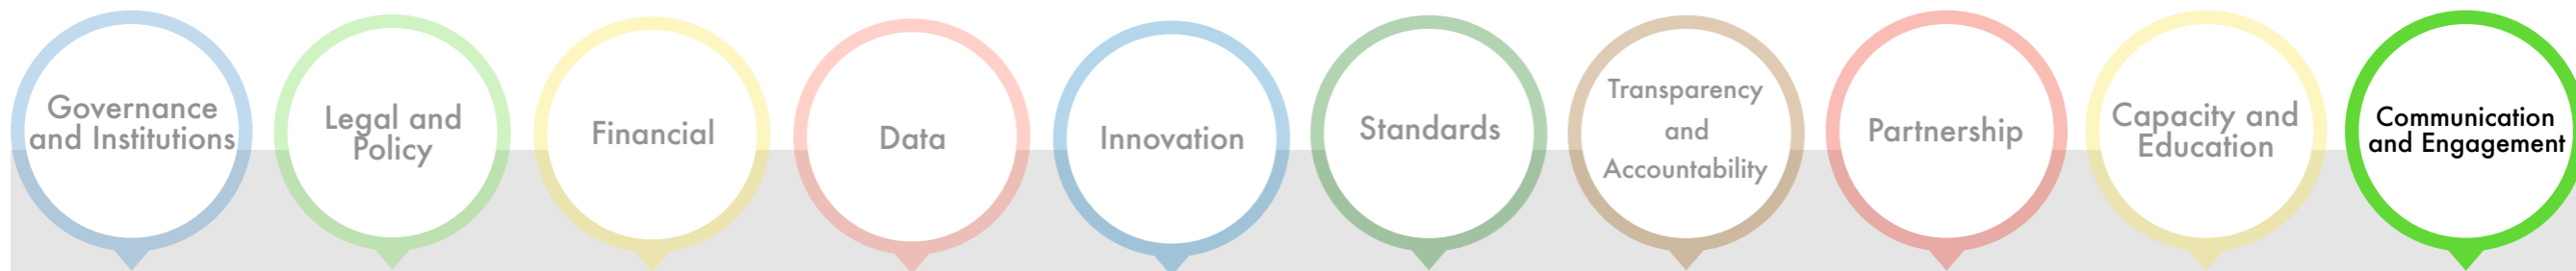 Governance
and Institutions
Legal and
Policy
Financial
Data
Innovation
Standards
Transparency
and
Accountability
Partnership
Capacity and
Education
Communication
and Engagement